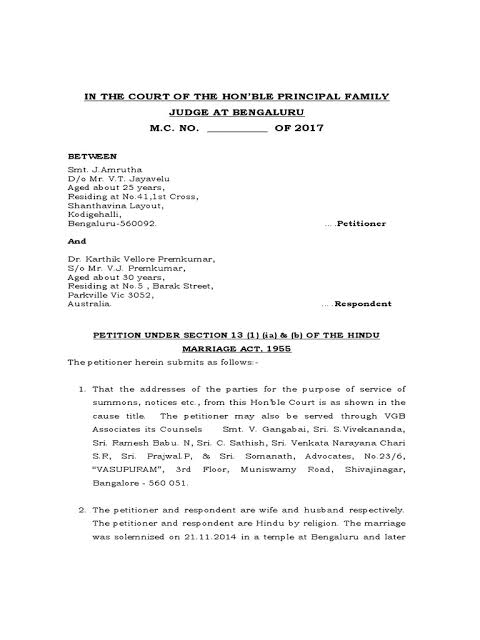 IN THE COURT OF THE HON'BLE PRINCIPAL FAMILY
JUDGE AT BENGALURU
M.C. NO. __________ OF 2017
BETWEEN
Smt. J.Amrutha
D/o Mr. V.T. Jayavelu
Aged about 25 years,
Residing at No.41,1st Cross,
Shanthavina Layout,
Kodigehalli,
Bengaluru-560092. ....Petitioner
And
Dr. Karthik Vellore Premkumar,
S/o Mr. V.J. Premkumar,
Aged about 30 years,
Residing at No.5 , Barak Street,
Parkville Vic 3052,
Australia. ....Respondent
PETITION UNDER SECTION 13 (1) (ia) & (b) OF THE HINDU
MARRIAGE ACT, 1955
The petitioner herein submits as follows:-
1. That the addresses of the parties for the purpose of service of
summons, notices etc., from this Hon'ble Court is as shown in the
cause title. The petitioner may also be served through VGB
Associates its Counsels Smt. V. Gangabai, Sri. S.Vivekananda,
Sri. Ramesh Babu. N, Sri. C. Sathish, Sri. Venkata Narayana Chari
S.R, Sri. Prajwal.P, & Sri. Somanath, Advocates, No.23/6,
"VASUPURAM", 3rd Floor, Muniswamy Road, Shivajinagar,
Bangalore - 560 051.
2. The petitioner and respondent are wife and husband respectively.
The petitioner and respondent are Hindu by religion. The marriage
was solemnized on 21.11.2014 in a temple at Bengaluru and later